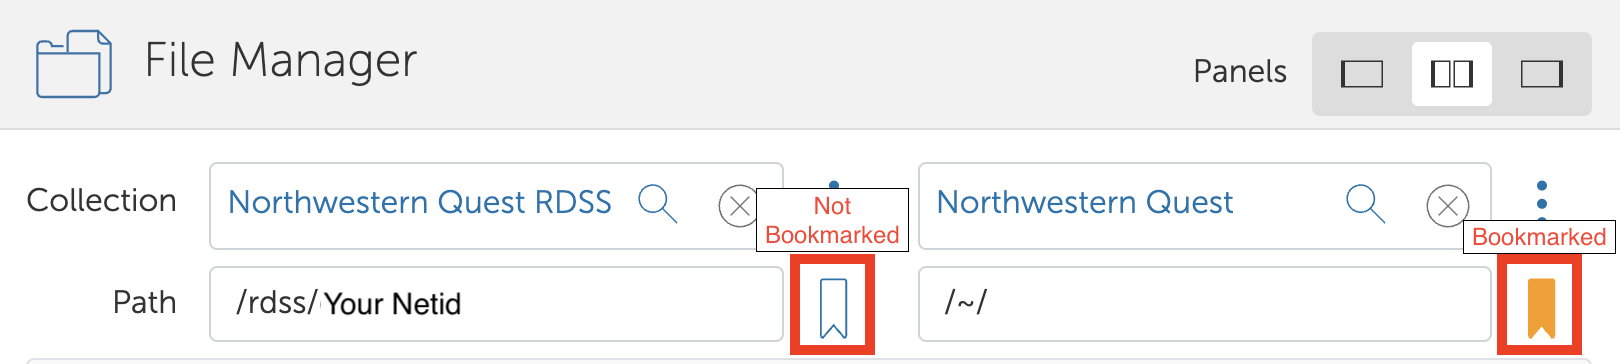 File Manager
Panels
Collection
Northwestern Quest RDSS
Not
Bookmarked
Northwestern Quest
Bookmarked
Path
/rdss/ Your Netid
/~/